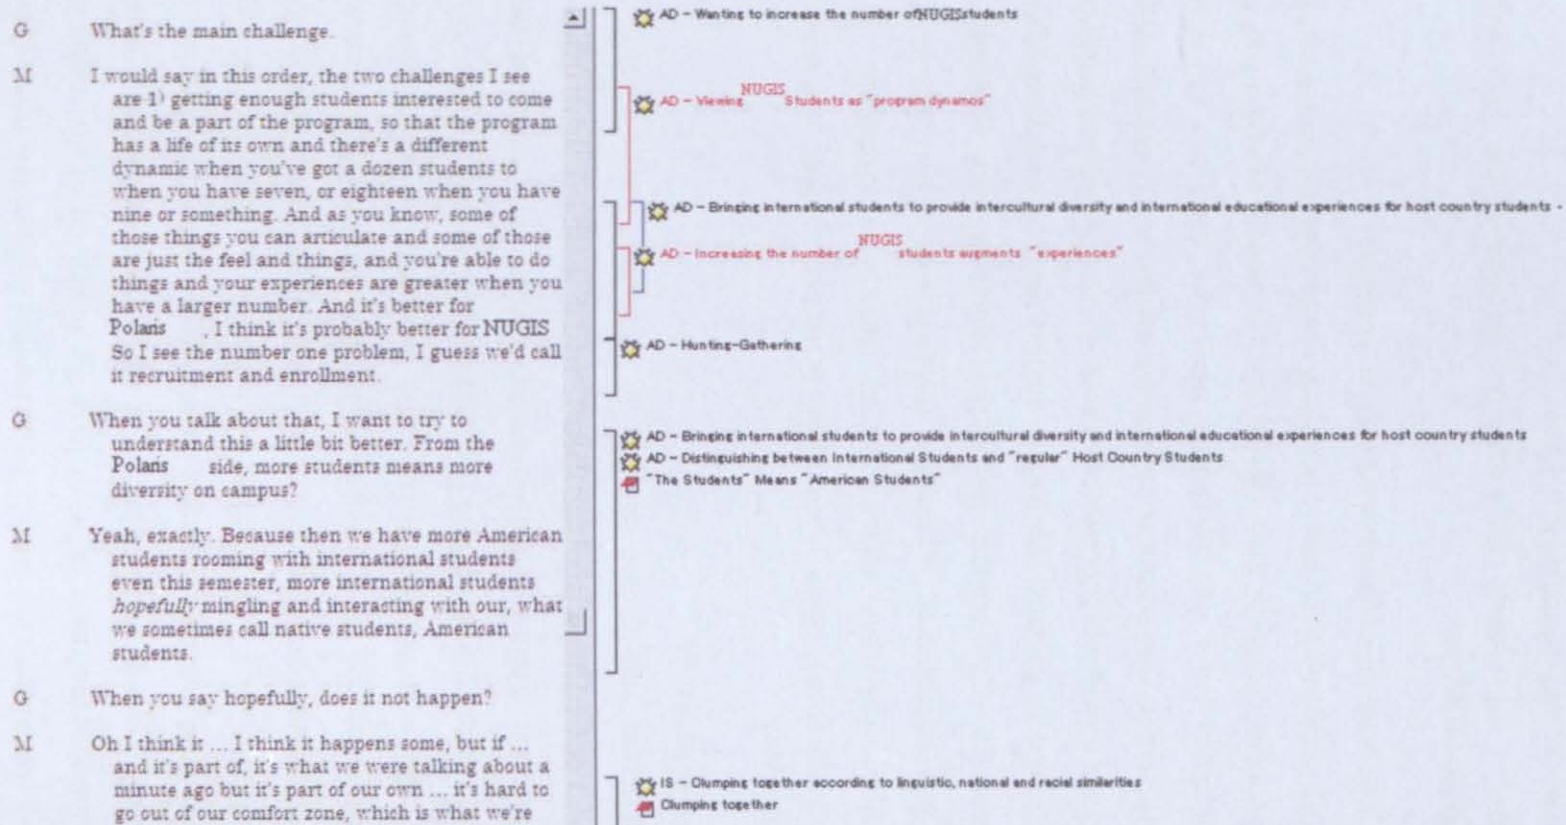 G What's the main challenge.
M I would say in this order, the two challenges I see
are 1) getting enough students interested to come
and be a part of the program, so that the program
has a life of its own and there's a different
dynamic when you've got a dozen students to
when you have seven, or eighteen when you have
nine or something. And as you know, some of
those things you can articulate and some of those
are just the feel and things, and you're able to do
things and your experiences are greater when you
have a larger number. And it's better for
Polaris , I think it's probably better for NUGIS
So I see the number one problem, I guess we'd call
it recruitment and enrollment.
G When you talk about that, I want to try to
understand this a little bit better. From the
Polaris side, more students means more
diversity on campus?
M Yeah, exactly. Because then we have more American
students rooming with international students
even this semester, more international students
hopefully mingling and interacting with our, what
we sometimes call native students, American
students.
G When you say hopefully, does it not happen?
M Oh I think it ... I think it happens some, but if ...
and it's part of, it's what we were talking about a
minute ago but it's part of our own ... it's hard to
go out of our comfort zone, which is what we're
AD - Wanting to increase the number of NUGIS students
AD - Viewing NUGIS Students as "program dynamos"
AD - Bringing international students to provide intercultural diversity and international educational experiences for host country students -
AD - Increasing the number of NUGIS students augments "experiences"
AD - Hunting-Gathering
AD - Bringing international students to provide intercultural diversity and international educational experiences for host country students
AD - Distinguishing between International Students and "regular" Host Country Students
"The Students" Means "American Students"
IS - Clumping together according to linguistic, national and racial similarities
Clumping together